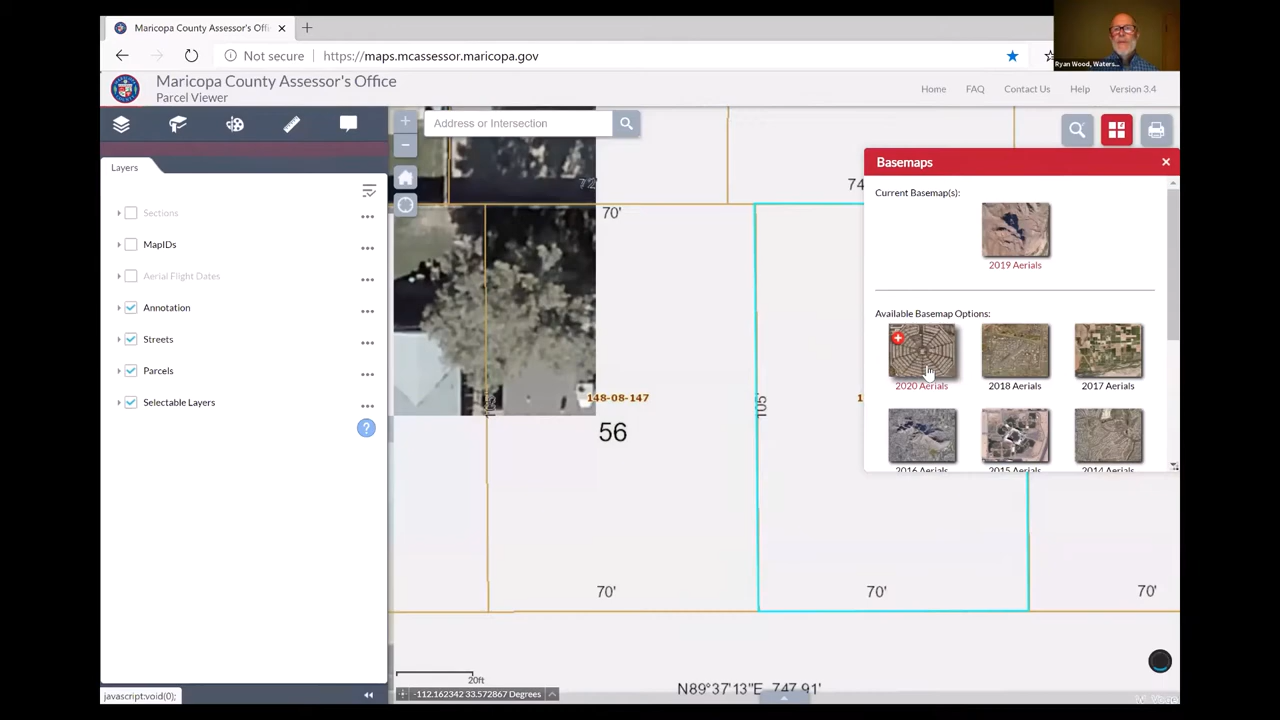 Maricopa County Assessor's Offi
Not secure
https://maps.mcassessor.maricopa.gov
Ryan Wood, Waters...
Maricopa County Assessor's Office
Parcel Viewer
Home
FAQ
Contact Us
Help
Version 3.4
Address or Intersection
Layers
Sections
MapIDs
Aerial Flight Dates
Annotation
Streets
Parcels
Selectable Layers
?
72'
74
70'
105'
148-08-147
56
105'
1
70'
70'
70'
N89°37'13"E 747.91'
20ft
-112.162342 33.572867 Degrees
Basemaps
Current Basemap(s):
2019 Aerials
Available Basemap Options:
2020 Aerials
2018 Aerials
2017 Aerials
2016 Aerials
2015 Aerials
2014 Aerials
javascript:void(0);